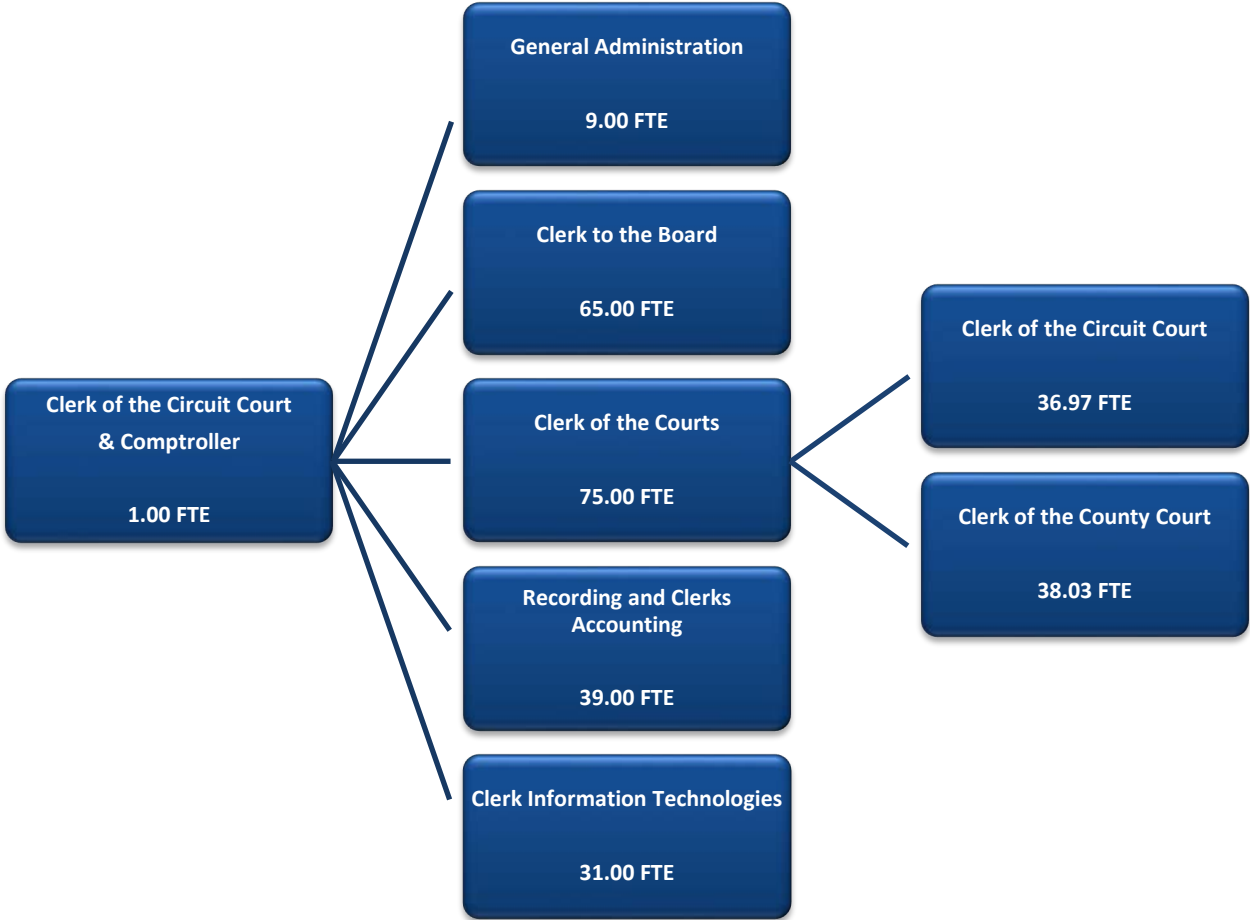 Clerk of the Circuit Court
& Comptroller
1.00 FTE
General Administration
9.00 FTE
Clerk to the Board
65.00 FTE
Clerk of the Courts
75.00 FTE
Recording and Clerks
Accounting
39.00 FTE
Clerk Information Technologies
31.00 FTE
Clerk of the Circuit Court
36.97 FTE
Clerk of the County Court
38.03 FTE